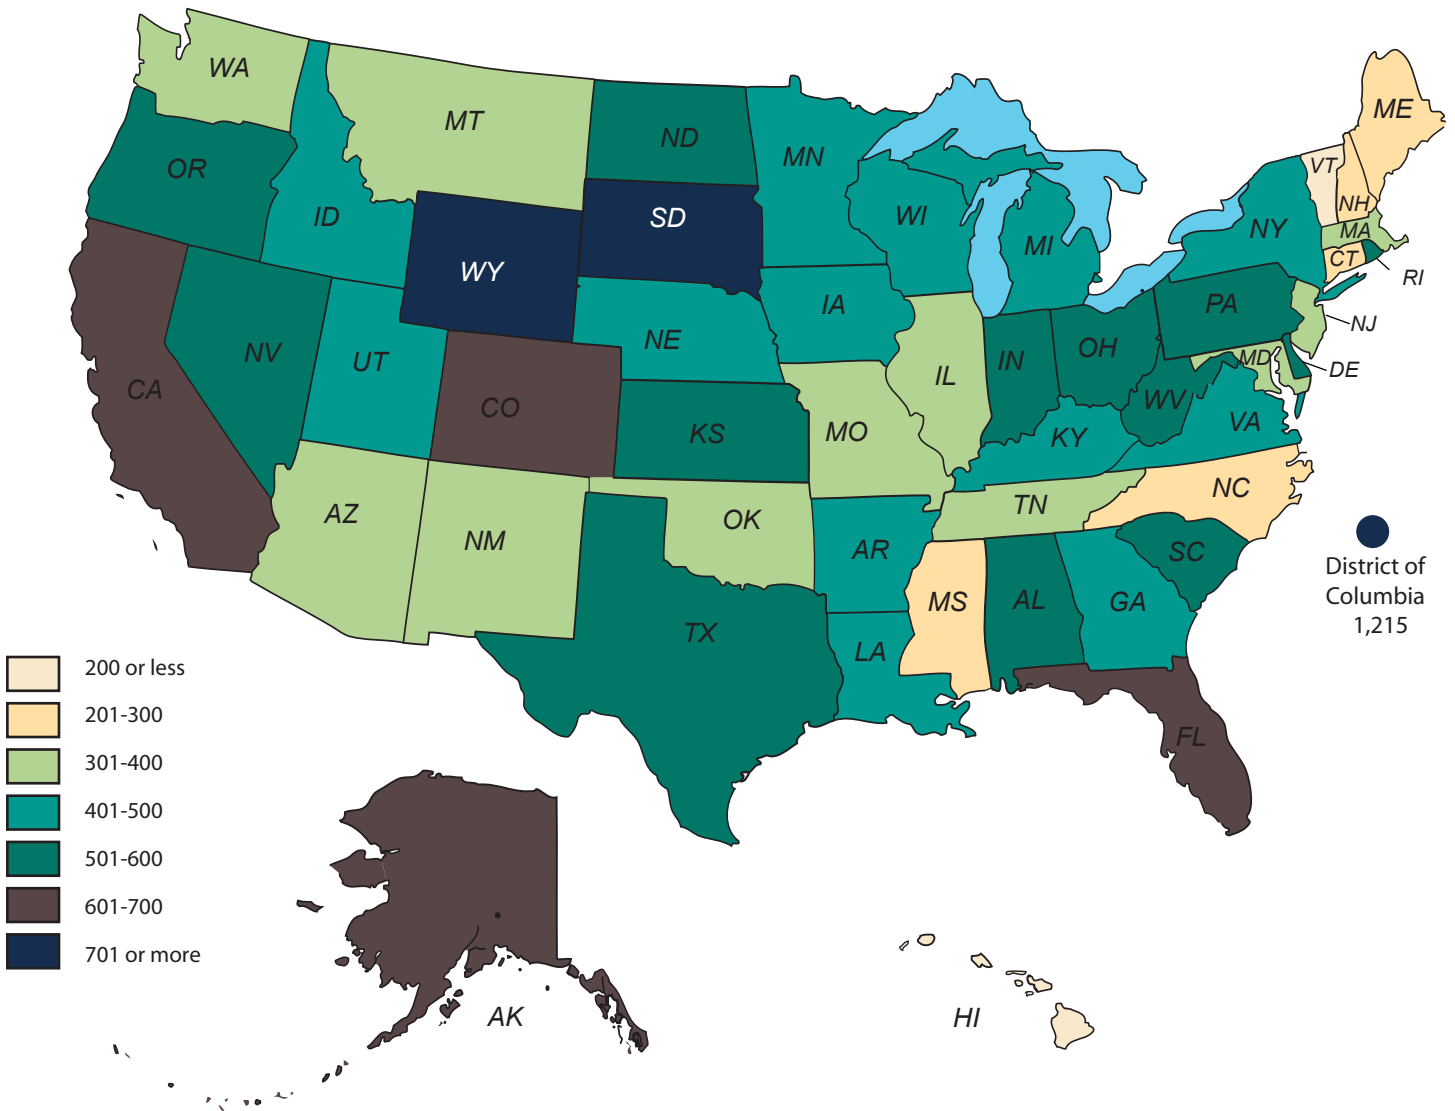 WA
MT
ND
MN
ME
OR
ID
SD
WI
MI
NY
VT
NH
MA
CT
RI
WY
IA
NE
PA
NJ
NV
UT
CO
CA
IL
IN
OH
MD
DE
WV
VA
KS
MO
KY
AZ
NM
OK
TN
NC
AR
SC
MS
AL
GA
TX
LA
FL
District of
Columbia
1,215
200 or less
201-300
301-400
401-500
501-600
601-700
701 or more
AK
HI